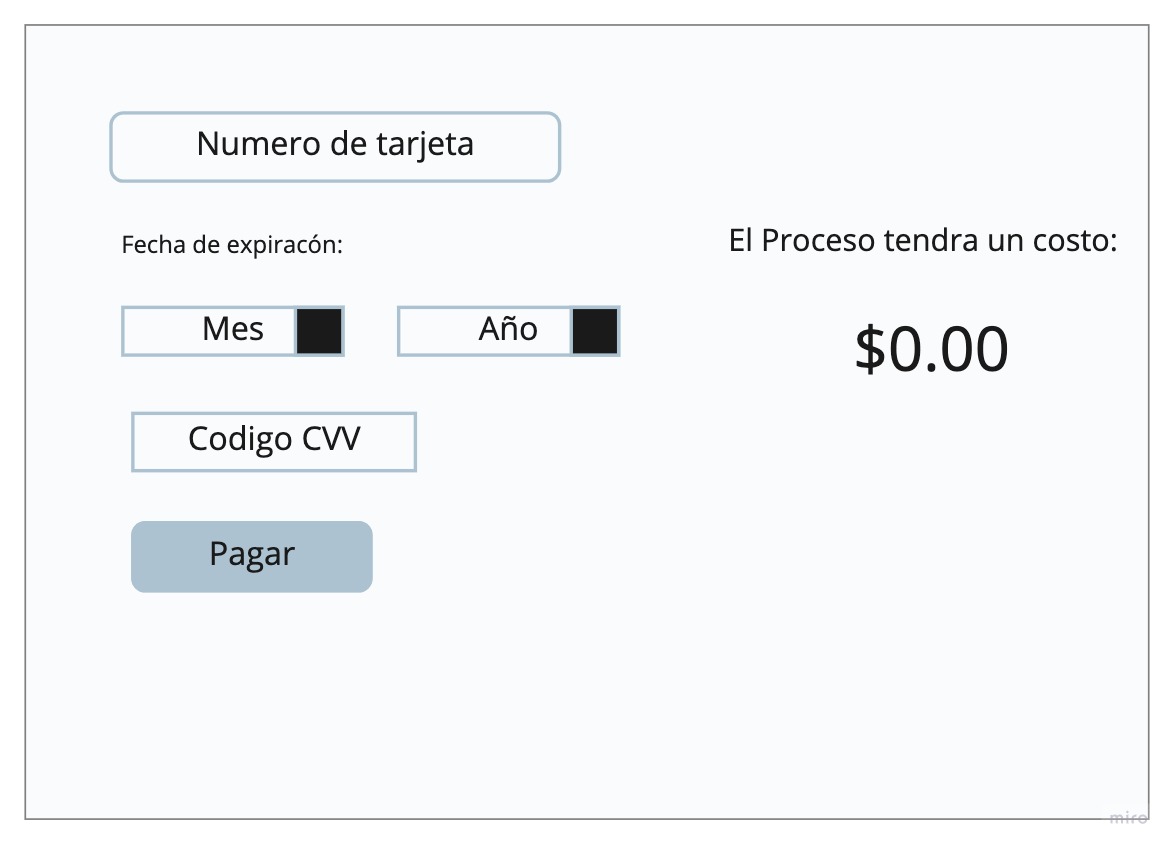 Numero de tarjeta
Fecha de expiracón:
El Proceso tendra un costo:
Mes
Año
$0.00
Codigo CVV
Pagar
miro